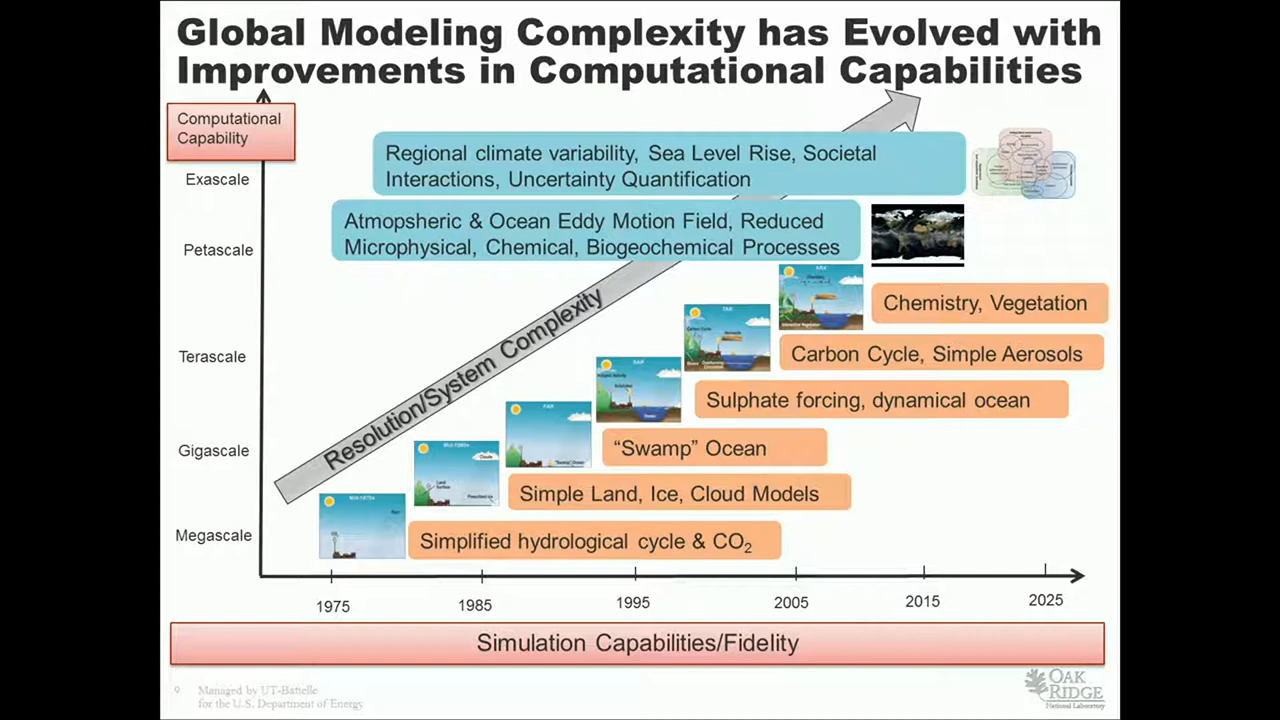 Global Modeling Complexity has Evolved with
Improvements in Computational Capabilities
Computational
Capability
Exascale
Petascale
Terascale
Gigascale
Megascale
Regional climate variability, Sea Level Rise, Societal
Interactions, Uncertainty Quantification
Atmopsheric & Ocean Eddy Motion Field, Reduced
Microphysical, Chemical, Biogeochemical Processes
Resolution/System Complexity
Chemistry, Vegetation
Carbon Cycle, Simple Aerosols
Sulphate forcing, dynamical ocean
“Swamp” Ocean
Simple Land, Ice, Cloud Models
Simplified hydrological cycle & CO₂
1975
1985
1995
2005
2015
2025
Simulation Capabilities/Fidelity
9
Managed by UT-Battelle
for the U.S. Department of Energy
OAK
RIDGE
National Laboratory